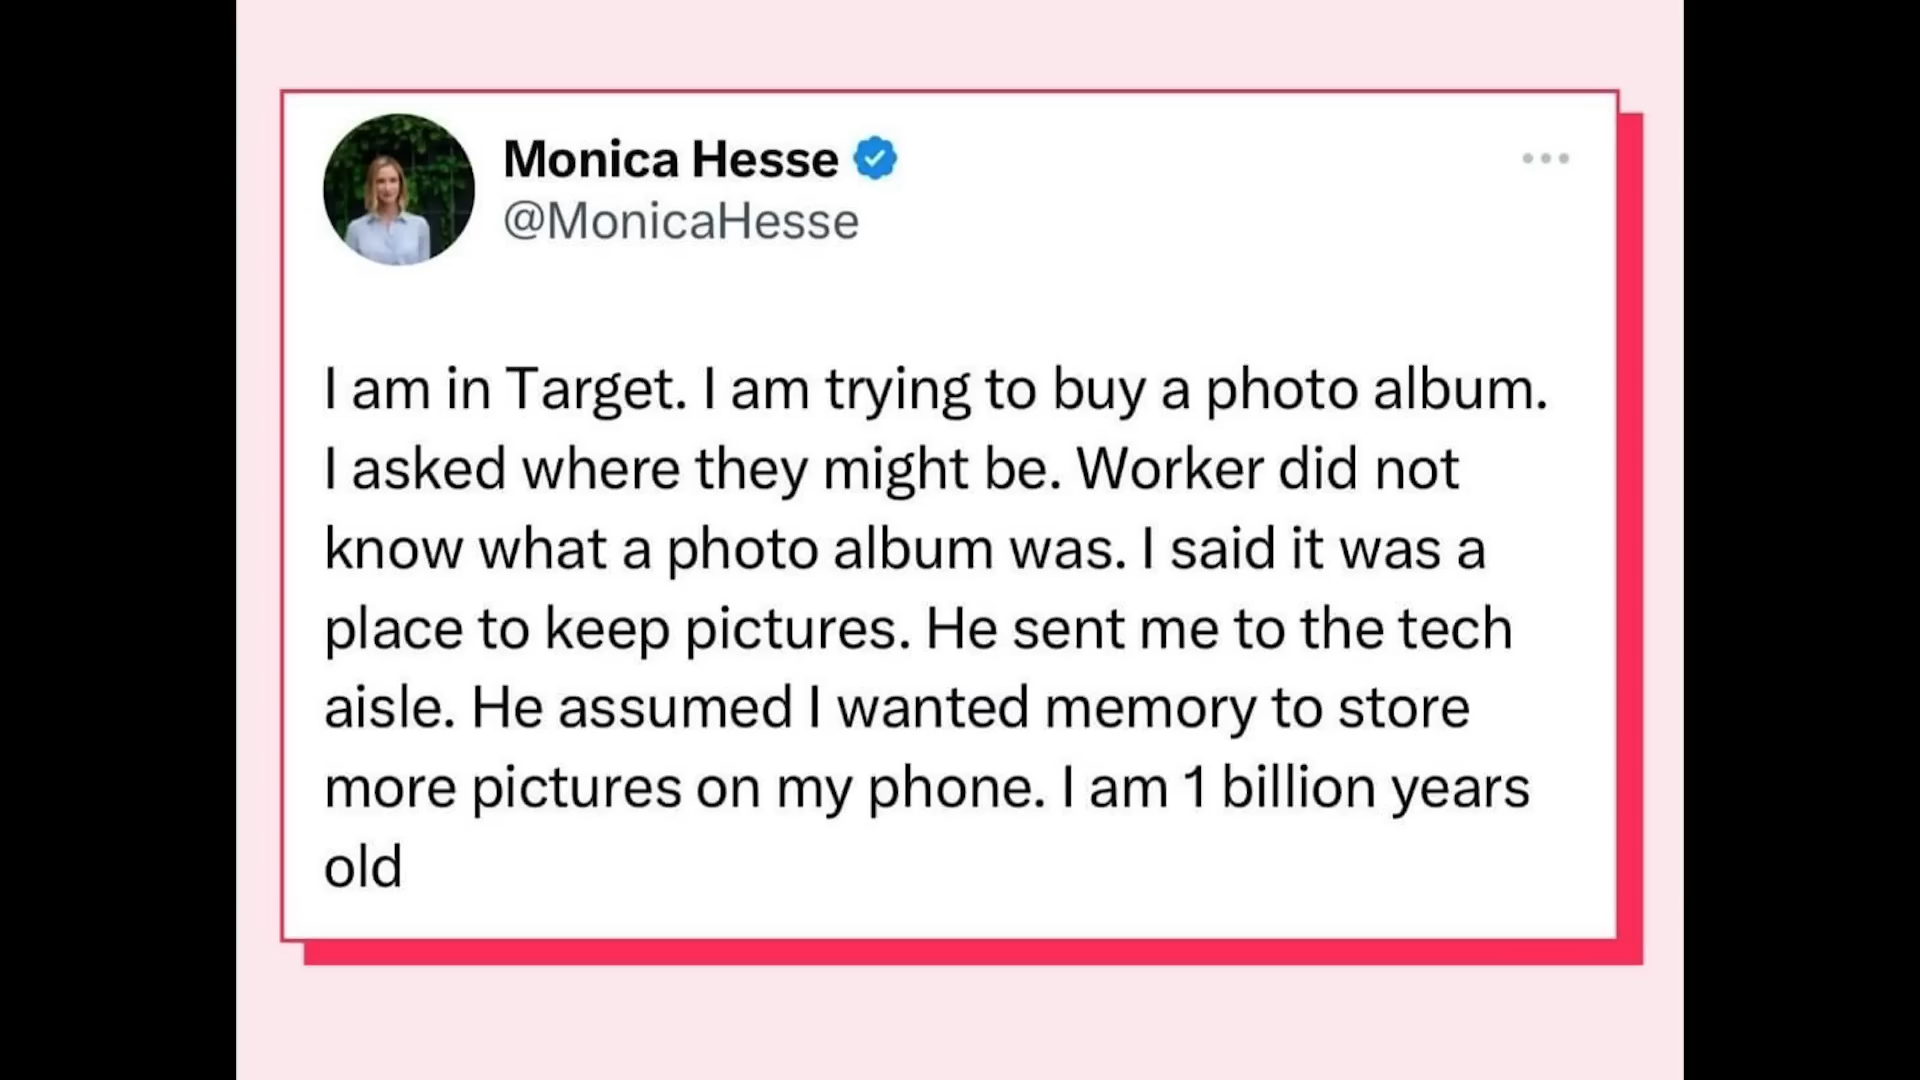 Monica Hesse
@MonicaHesse
I am in Target. I am trying to buy a photo album.
I asked where they might be. Worker did not
know what a photo album was. I said it was a
place to keep pictures. He sent me to the tech
aisle. He assumed I wanted memory to store
more pictures on my phone. I am 1 billion years
old